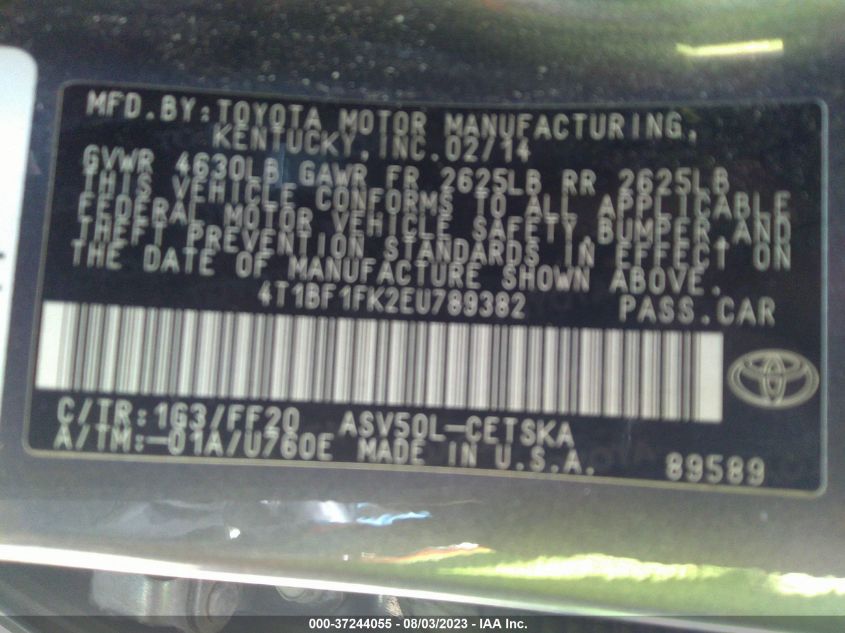 MFD.BY:TOYOTA MOTOR MANUFACTURING,
KENTUCKY,INC.02/14
GVWR 4630LB GAWR FR 2625LB RR 2625LB
THIS VEHICLE CONFORMS TO ALL APPLICABLE
FEDERAL MOTOR VEHICLE SAFETY,BUMPER,AND
THEFT PREVENTION STANDARDS IN EFFECT ON
THE DATE OF MANUFACTURE SHOWN ABOVE.
4T1BF1FK2EU789382 PASS.CAR
C/TR:1G3/FF20 ASV50L-CETSKA
A/TM:-01A/U760E MADE IN U.S.A. 89589
000-37244055 - 08/03/2023 - IAA Inc.